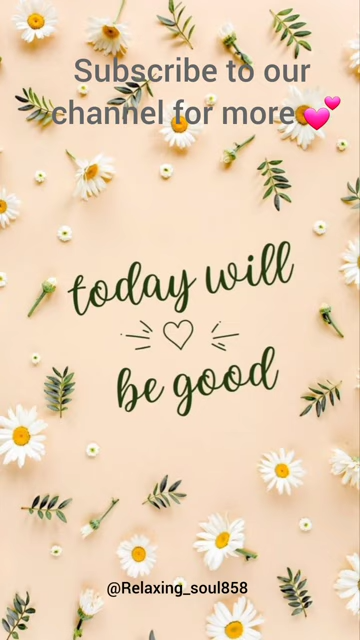 Subscribe to our
channel for more 💕
today will
be good
@Relaxing_soul858